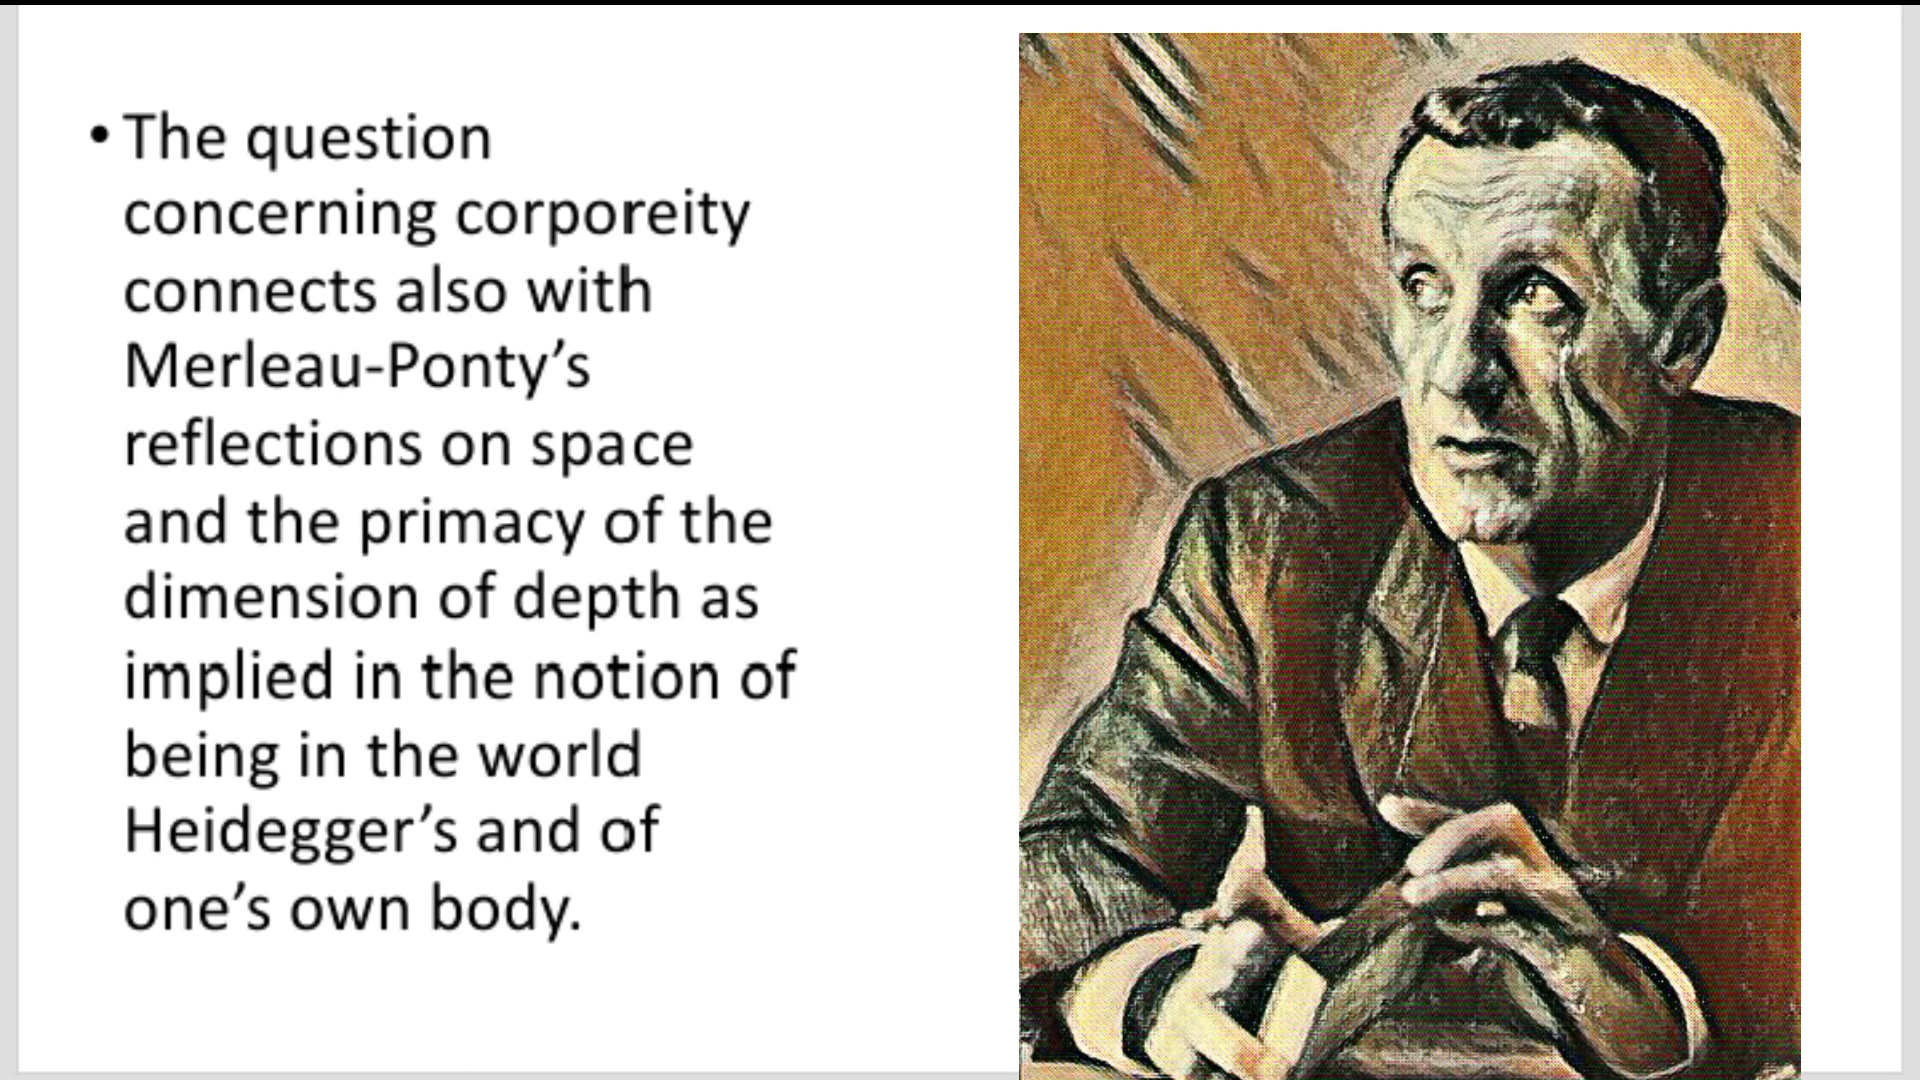 • The question
concerning corporeity
connects also with
Merleau-Ponty’s
reflections on space
and the primacy of the
dimension of depth as
implied in the notion of
being in the world
Heidegger’s and of
one’s own body.